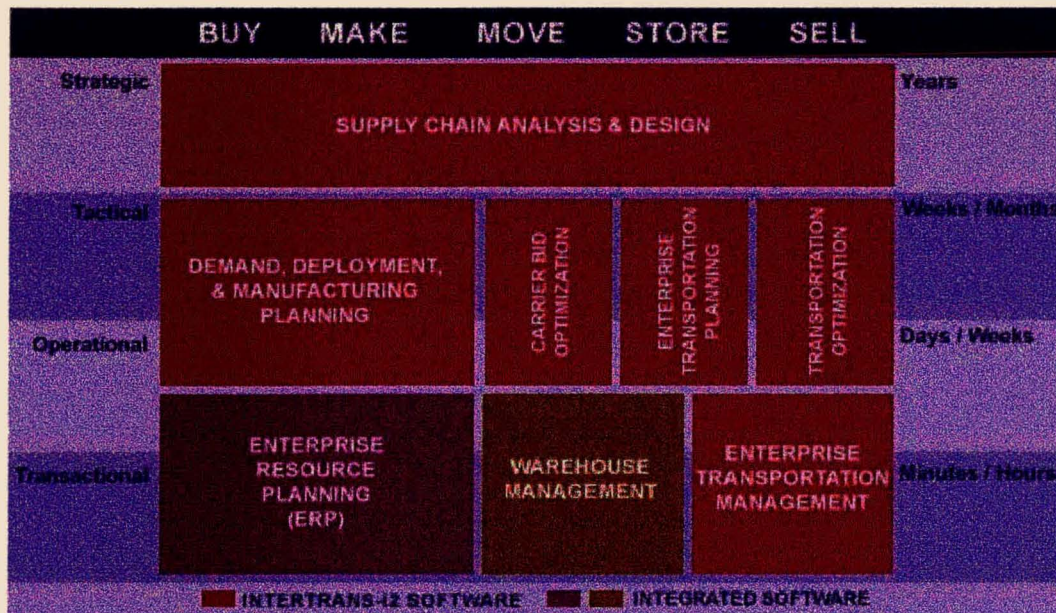 BUY MAKE MOVE STORE SELL
Strategic
SUPPLY CHAIN ANALYSIS & DESIGN
Years
Tactical
DEMAND, DEPLOYMENT,
& MANUFACTURING
PLANNING
CARRIER BID
OPTIMIZATION
ENTERPRISE
TRANSPORTATION
PLANNING
TRANSPORTATION
OPTIMIZATION
Weeks / Months
Operational
Days / Weeks
Transactional
ENTERPRISE
RESOURCE
PLANNING
(ERP)
WAREHOUSE
MANAGEMENT
ENTERPRISE
TRANSPORTATION
MANAGEMENT
Minutes / Hours
INTERTRANS-I2 SOFTWARE INTEGRATED SOFTWARE